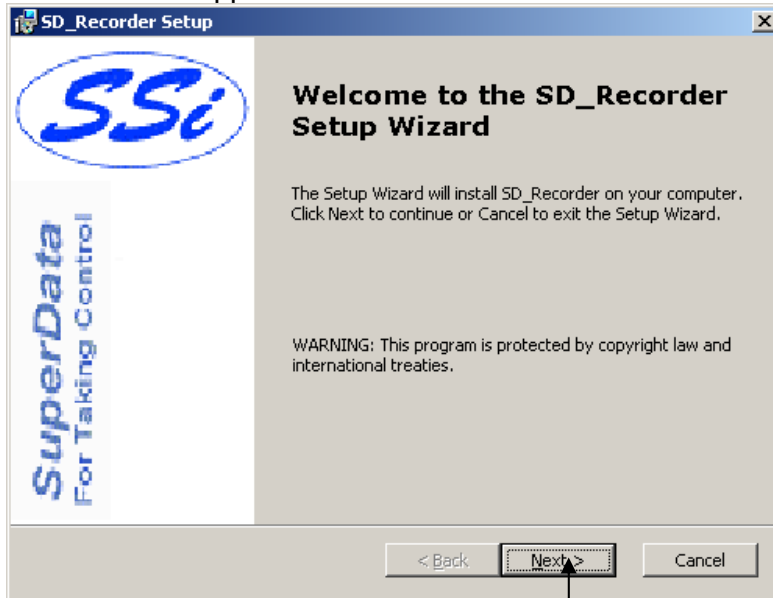 SD_Recorder Setup
SSi
Welcome to the SD_Recorder
Setup Wizard
The Setup Wizard will install SD_Recorder on your computer.
Click Next to continue or Cancel to exit the Setup Wizard.
WARNING: This program is protected by copyright law and
international treaties.
SuperData
For Taking Control
< Back
Next >
Cancel